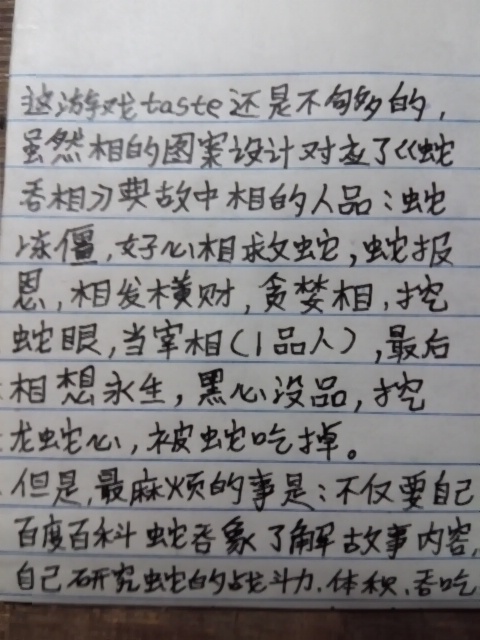 这游戏taste还是不够多的，
虽然相的图案设计对应了《蛇
吞相》典故中相的人品：蛇
冻僵，好心相救蛇，蛇报
恩，相发横财，贪婪相，挖
蛇眼，当宰相（1品人），最后
相想永生，黑心没品，挖
龙蛇心，被蛇吃掉。
但是，最麻烦的事是：不仅要自己
百度百科蛇吞象了解故事内容，
自己研究蛇的战斗力、体积、吞吃